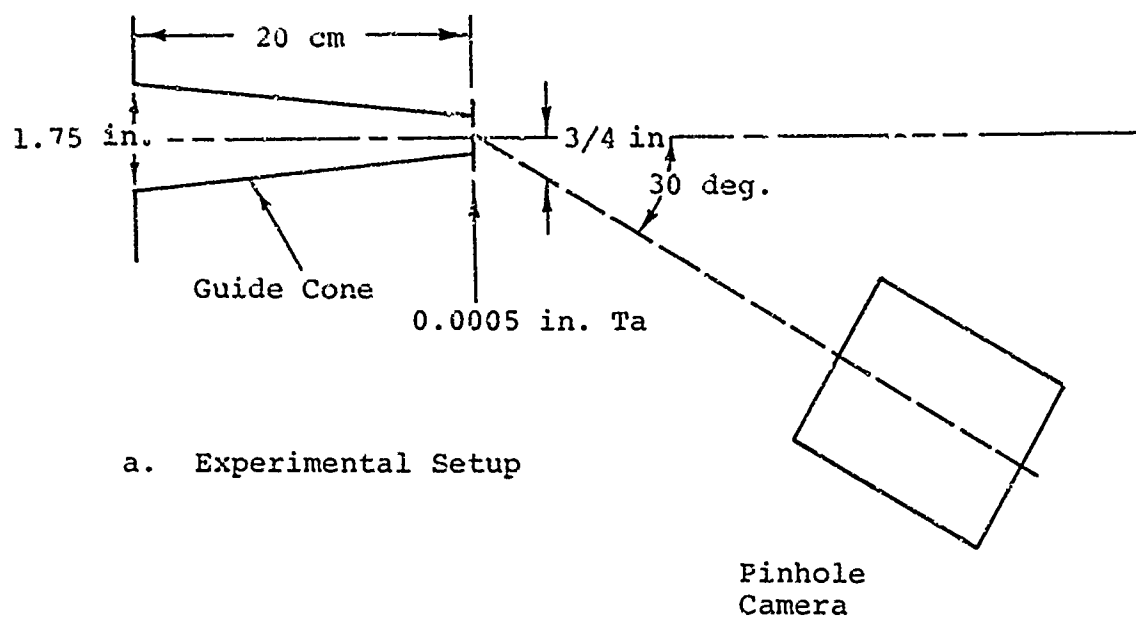 20 cm
1.75 in.
3/4 in
30 deg.
Guide Cone
0.0005 in. Ta
a. Experimental Setup
Pinhole
Camera